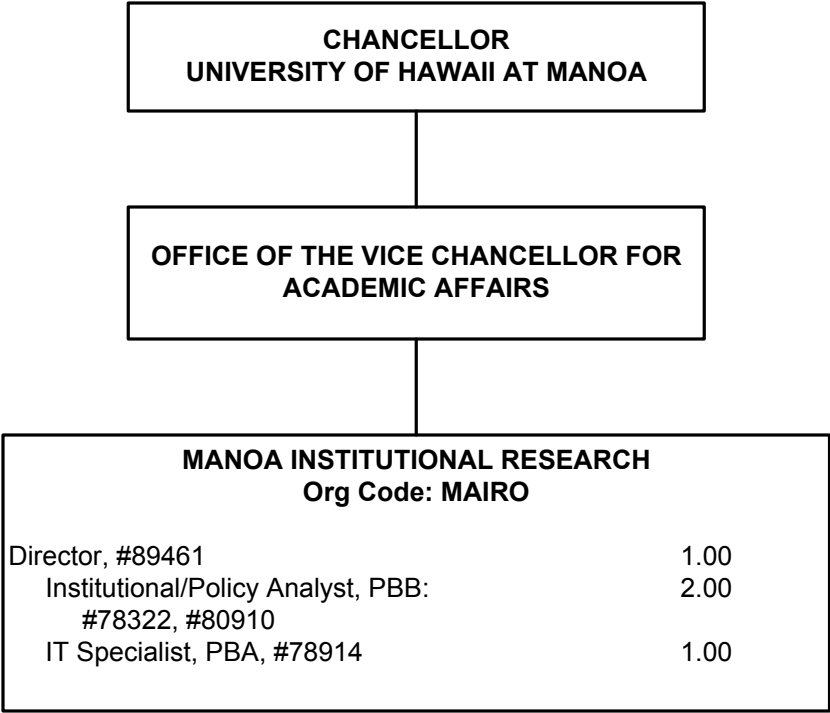 CHANCELLOR
UNIVERSITY OF HAWAII AT MANOA
OFFICE OF THE VICE CHANCELLOR FOR
ACADEMIC AFFAIRS
MANOA INSTITUTIONAL RESEARCH
Org Code: MAIRO
Director, #89461 1.00
Institutional/Policy Analyst, PBB: 2.00
#78322, #80910
IT Specialist, PBA, #78914 1.00